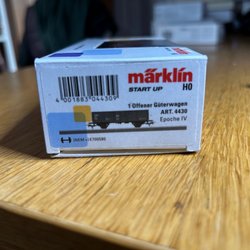 märklin
START UP
H0
4 001883 044309
1 Offener Güterwagen
ART. 4430
Epoche IV